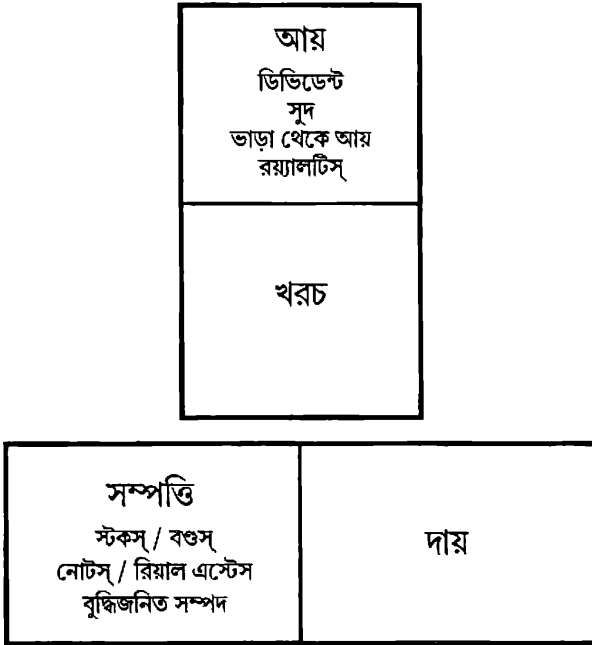 আয়
ডিভিডেন্ট
সুদ
ভাড়া থেকে আয়
রয়্যালটিস্
খরচ
সম্পত্তি
স্টকস্ / বণ্ডস্
নোটস্ / রিয়াল এস্টেস
বুদ্ধিজনিত সম্পদ
দায়